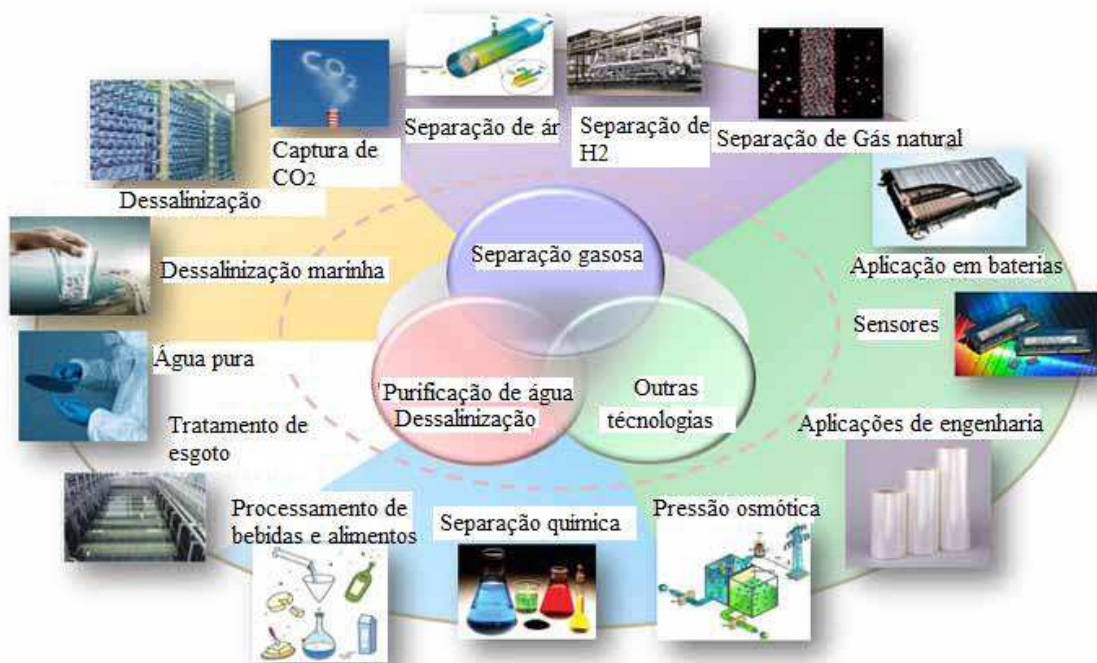 Separação de ár
Separação de
H2
Separação de Gás natural
Captura de
CO2
Dessalinização
Dessalinização marinha
Água pura
Tratamento de
esgoto
Processamento de
bebidas e alimentos
Separação quimica
Pressão osmótica
Aplicações de engenharia
Sensores
Aplicação em baterias
Separação gasosa
Purificação de água
Dessalinização
Outras
técnologias
CO2